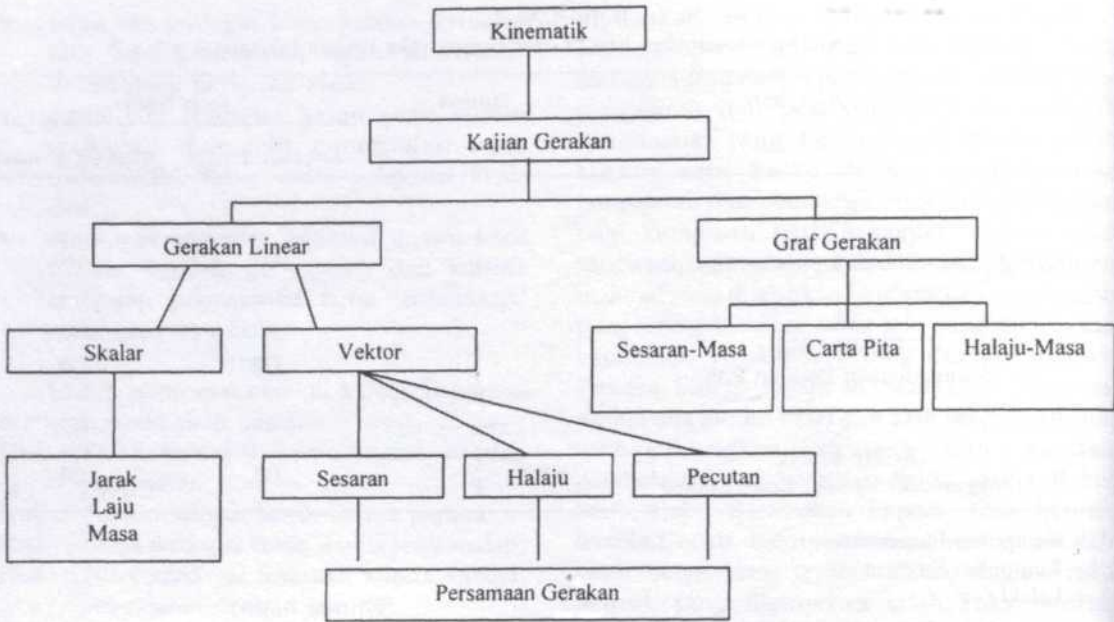 Kinematik
Kajian Gerakan
Gerakan Linear
Graf Gerakan
Skalar
Vektor
Sesaran-Masa
Carta Pita
Halaju-Masa
Jarak
Laju
Masa
Sesaran
Halaju
Pecutan
Persamaan Gerakan